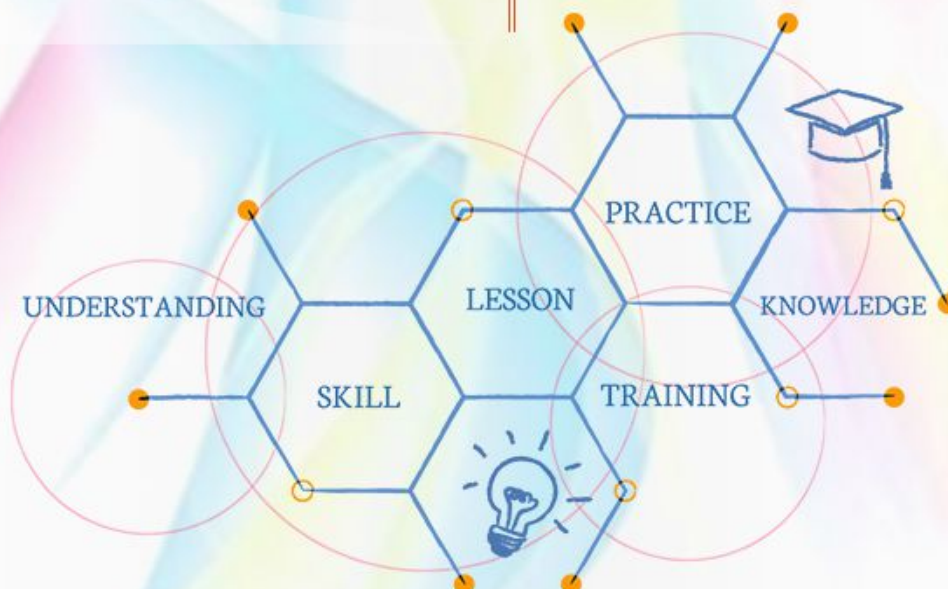 PRACTICE
UNDERSTANDING
LESSON
KNOWLEDGE
SKILL
TRAINING